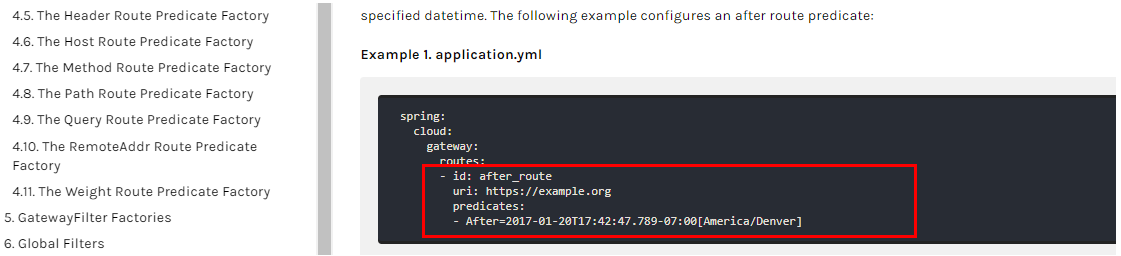 4.5. The Header Route Predicate Factory
4.6. The Host Route Predicate Factory
4.7. The Method Route Predicate Factory
4.8. The Path Route Predicate Factory
4.9. The Query Route Predicate Factory
4.10. The RemoteAddr Route Predicate
Factory
4.11. The Weight Route Predicate Factory
5. GatewayFilter Factories
6. Global Filters
specified datetime. The following example configures an after route predicate:
Example 1. application.yml
spring:
  cloud:
    gateway:
      routes:
      - id: after_route
        uri: https://example.org
        predicates:
        - After=2017-01-20T17:42:47.789-07:00[America/Denver]